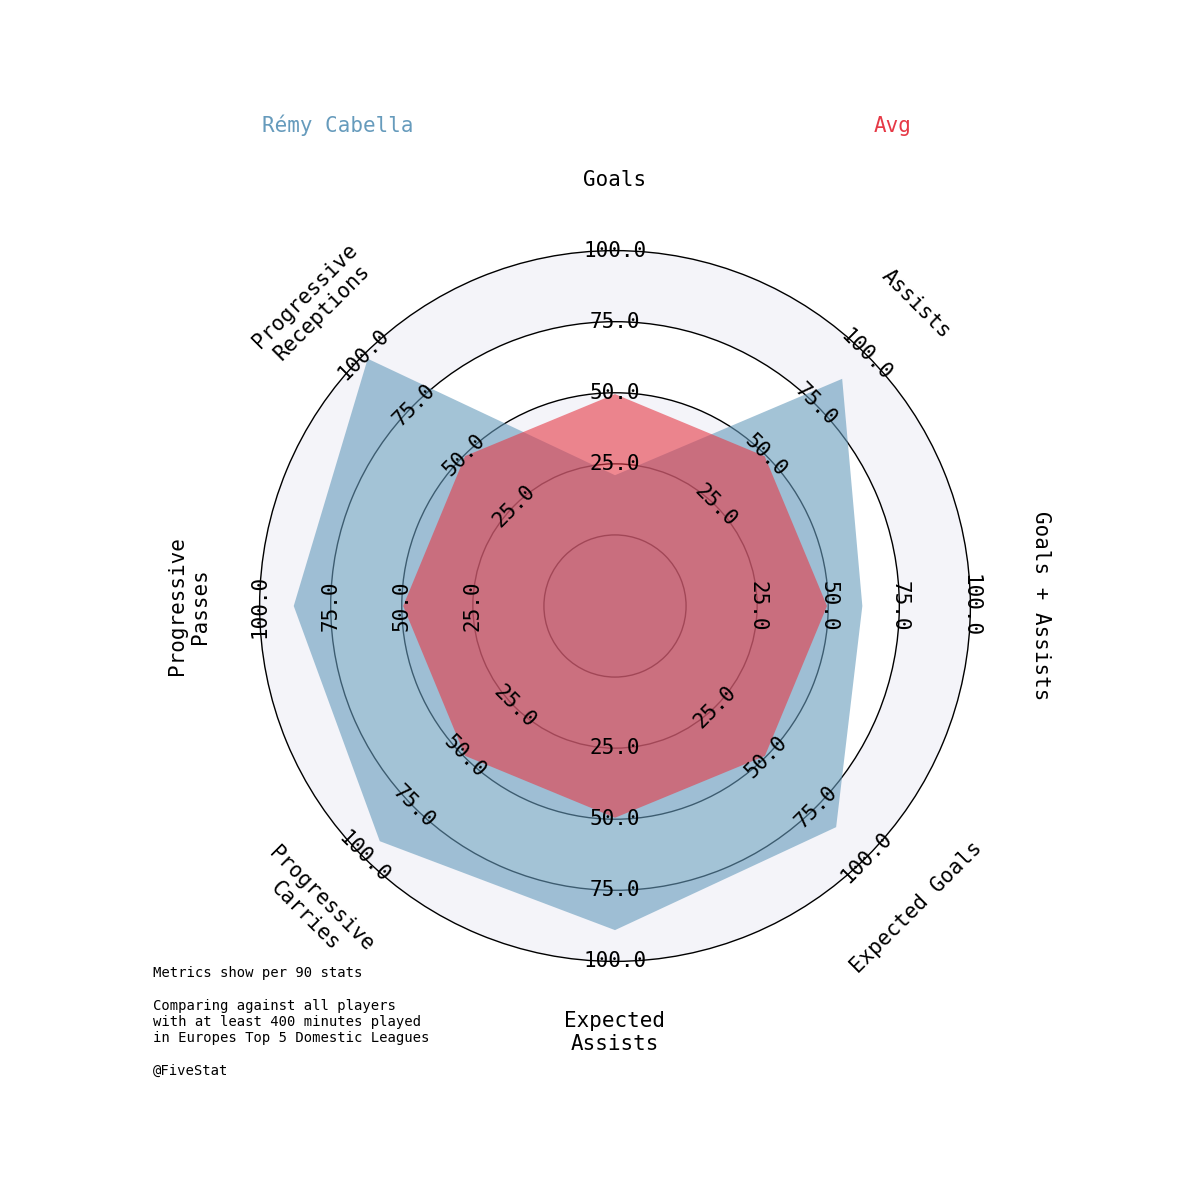 Rémy Cabella
Avg
Goals
Assists
Goals + Assists
Expected Goals
Expected
Assists
Progressive
Carries
Progressive
Passes
Progressive
Receptions
25.0
50.0
75.0
100.0
25.0
50.0
75.0
100.0
25.0
50.0
75.0
100.0
25.0
50.0
75.0
100.0
25.0
50.0
75.0
100.0
25.0
50.0
75.0
100.0
25.0
50.0
75.0
100.0
25.0
50.0
75.0
100.0
Metrics show per 90 stats
Comparing against all players
with at least 400 minutes played
in Europes Top 5 Domestic Leagues
@FiveStat